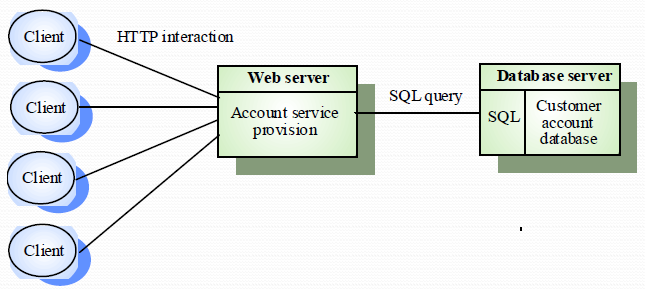 Client
HTTP interaction
Web server
Account service
provision
SQL query
Database server
SQL
Customer
account
database
Client
Client
Client